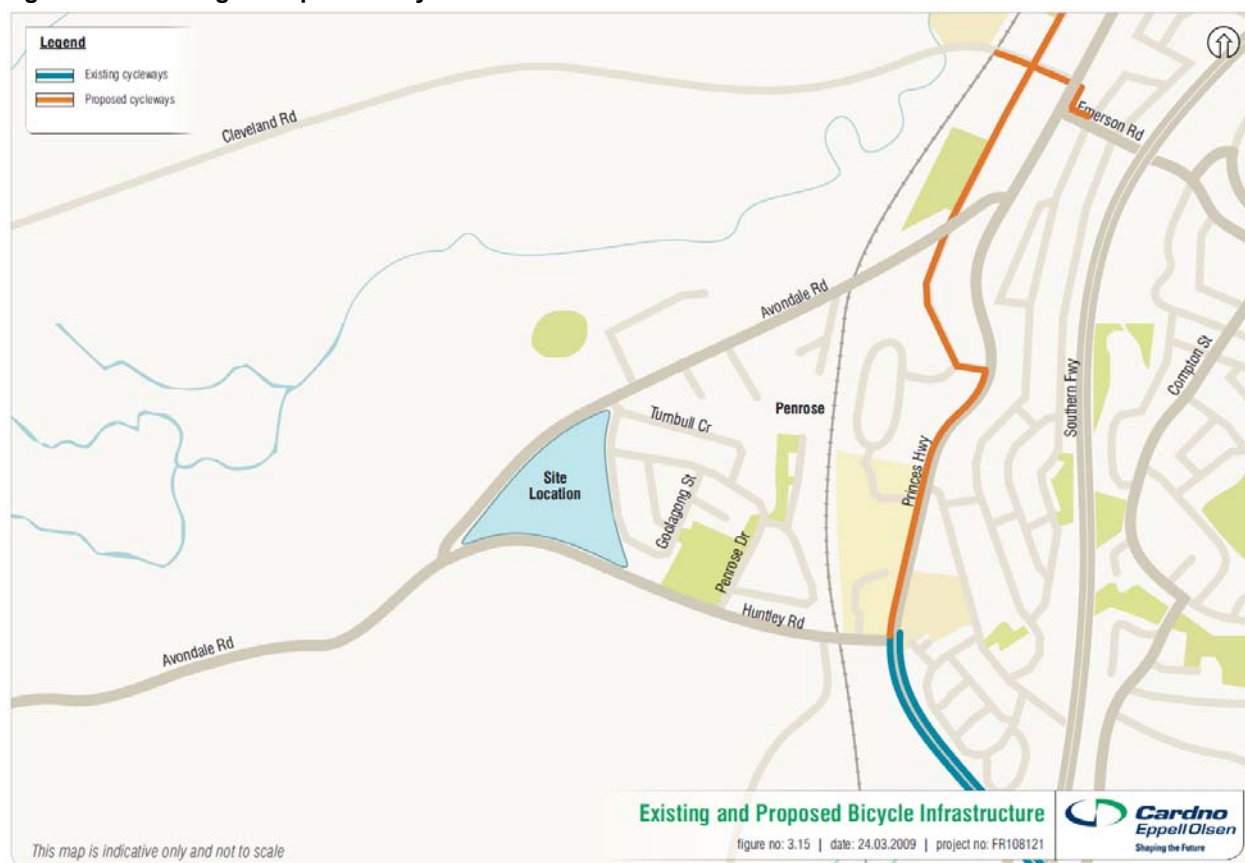 Legend
Existing cycleways
Proposed cycleways
Cleveland Rd
Emerson Rd
Avondale Rd
Compton St
Southern Fwy
Turnbull Cr
Penrose
Princes Hwy
Site
Location
Goolagong St
Penrose Dr
Huntley Rd
Avondale Rd
Existing and Proposed Bicycle Infrastructure
figure no: 3.15 | date: 24.03.2009 | project no: FR108121
Cardno
Eppell Olsen
Shaping the Future
This map is indicative only and not to scale